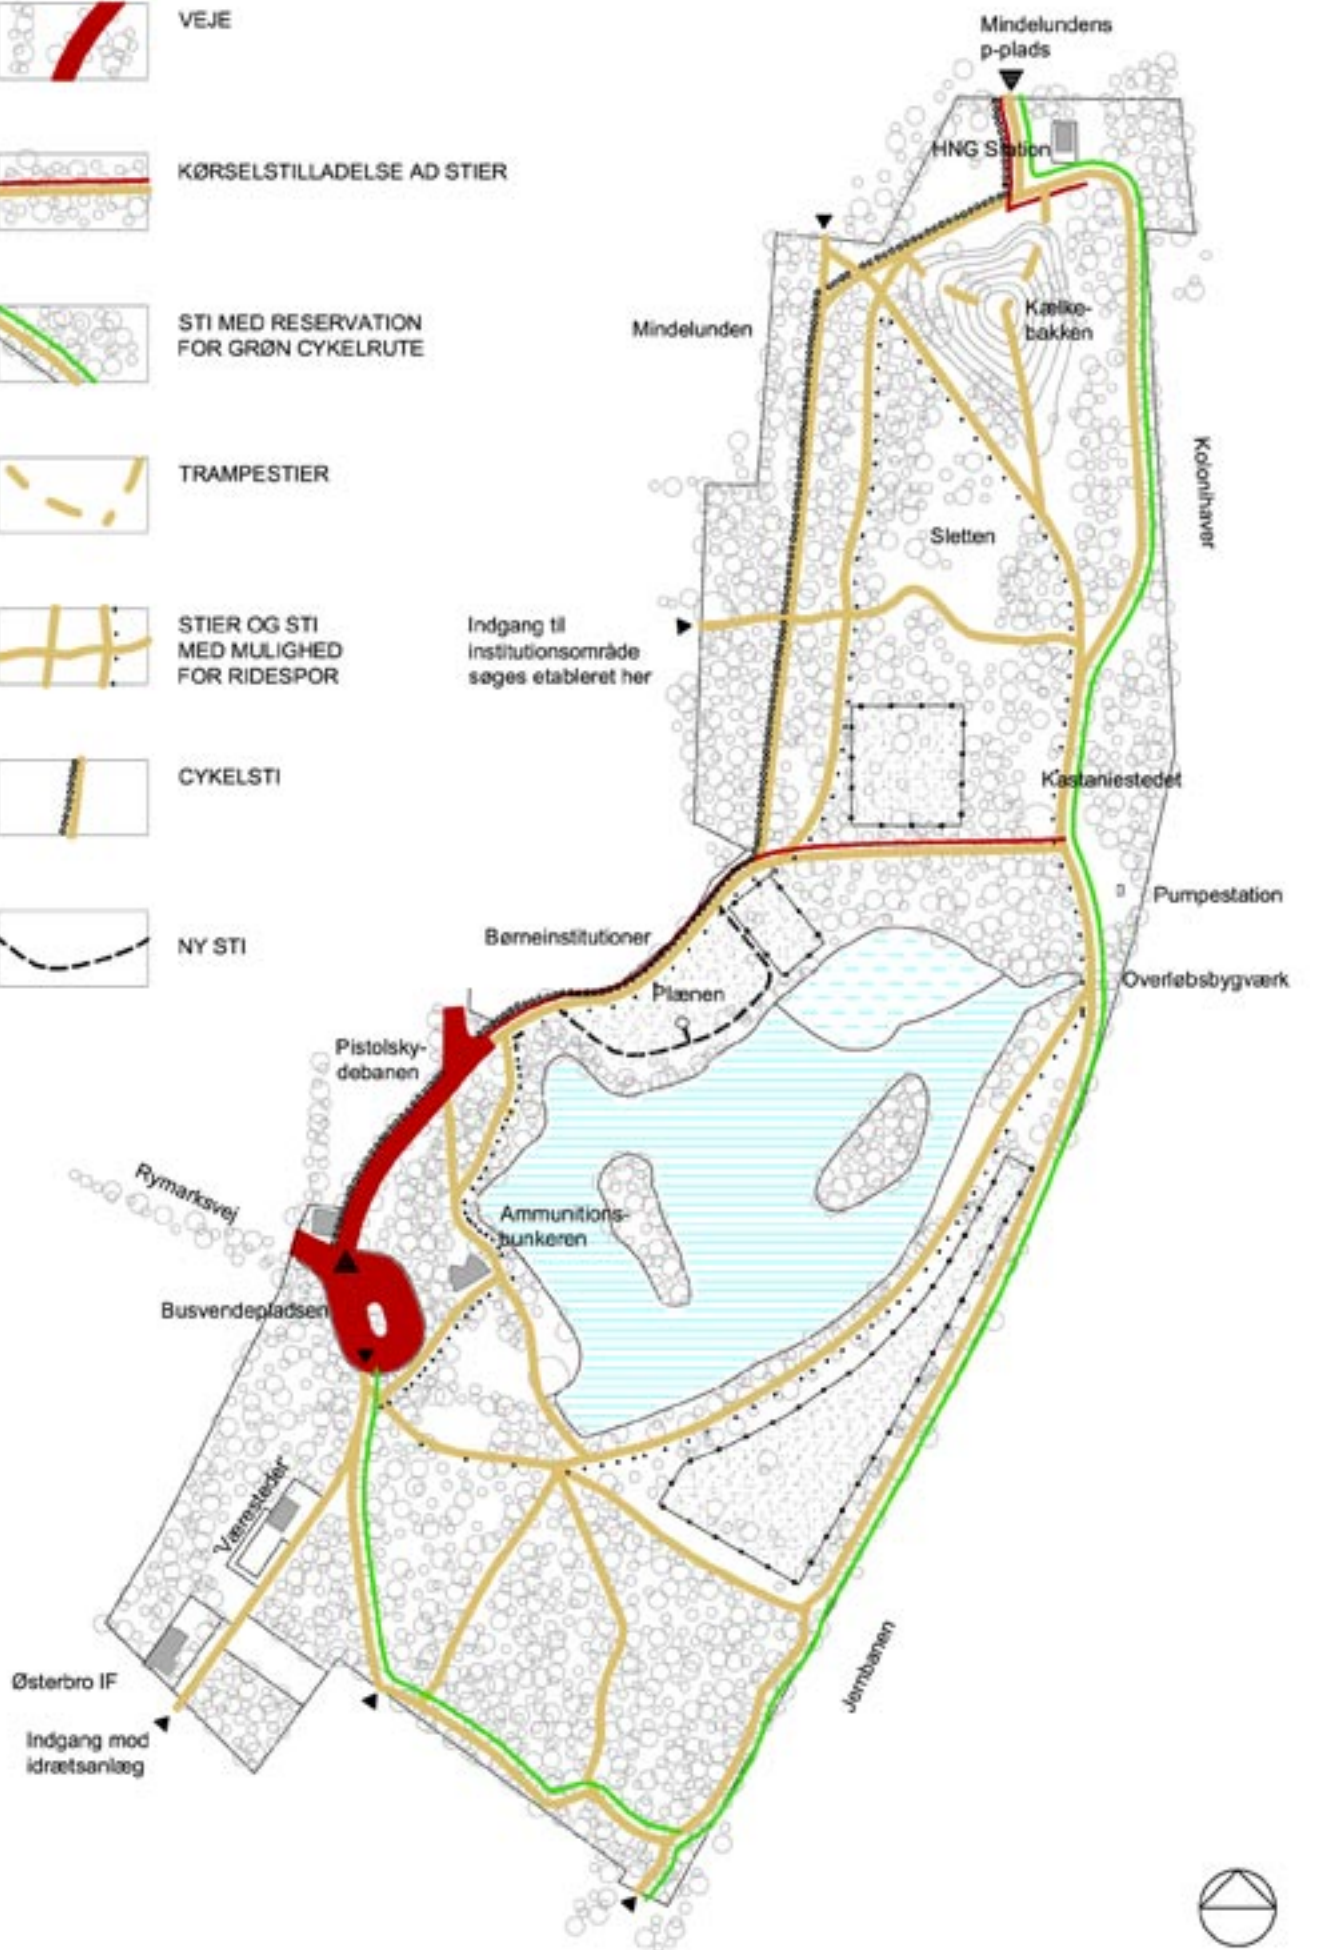 VEJE
KØRSELSTILLADELSE AD STIER
STI MED RESERVATION
FOR GRØN CYKELRUTE
TRAMPESTIER
STIER OG STI
MED MULIGHED
FOR RIDESPOR
CYKELSTI
NY STI
Mindelundens
p-plads
HNG Station
Mindelunden
Kælke-
bakken
Kolonihaver
Sletten
Indgang til
institutionsområde
søges etableret her
Kastaniestedet
Pumpestation
Børneinstitutioner
Overløbsbygværk
Plænen
Pistolsky-
debanen
Rymarksvej
Ammunitions-
bunkeren
Busvendepladsen
Væresteder
Jernbanen
Østerbro IF
Indgang mod
idrætsanlæg